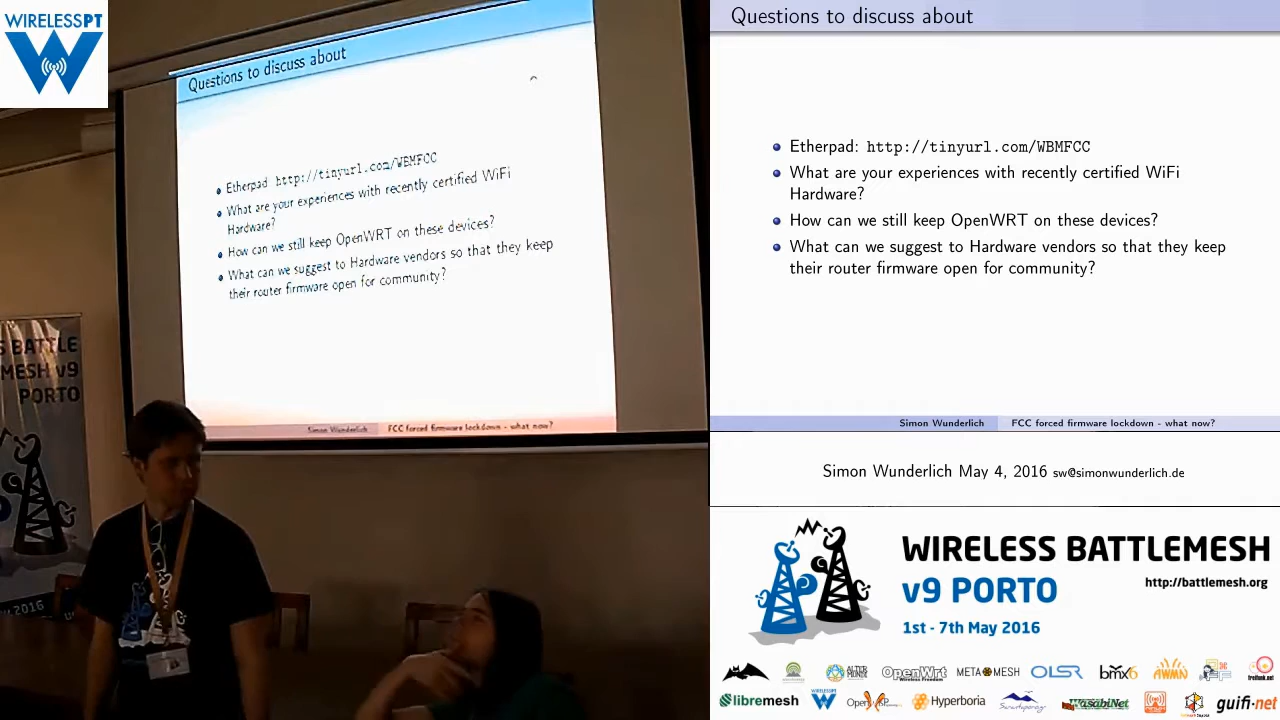 WIRELESSPT
Questions to discuss about
Etherpad http://tinyurl.com/WBMFCC
What are your experiences with recently certified WiFi
Hardware?
How can we still keep OpenWRT on these devices?
What can we suggest to Hardware vendors so that they keep
their router firmware open for community?
Simon Wunderlich FCC forced firmware lockdown - what now?
S BATTLE
MESH v9
PORTO
2016
Questions to discuss about
Etherpad: http://tinyurl.com/WBMFCC
What are your experiences with recently certified WiFi
Hardware?
How can we still keep OpenWRT on these devices?
What can we suggest to Hardware vendors so that they keep
their router firmware open for community?
Simon Wunderlich FCC forced firmware lockdown - what now?
Simon Wunderlich May 4, 2016 sw@simonwunderlich.de
WIRELESS BATTLEMESH
v9 PORTO
http://battlemesh.org
1st - 7th May 2016
OpenWrt
Wireless Freedom
META MESH
OLSR
bmx6
AWMN
freifunk.net
libremesh
WIRELESSPT
Hyperboria
WasabiNet
guifi·net